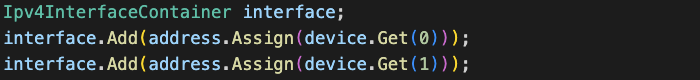 Ipv4InterfaceContainer interface;
interface.Add(address.Assign(device.Get(0)));
interface.Add(address.Assign(device.Get(1)));